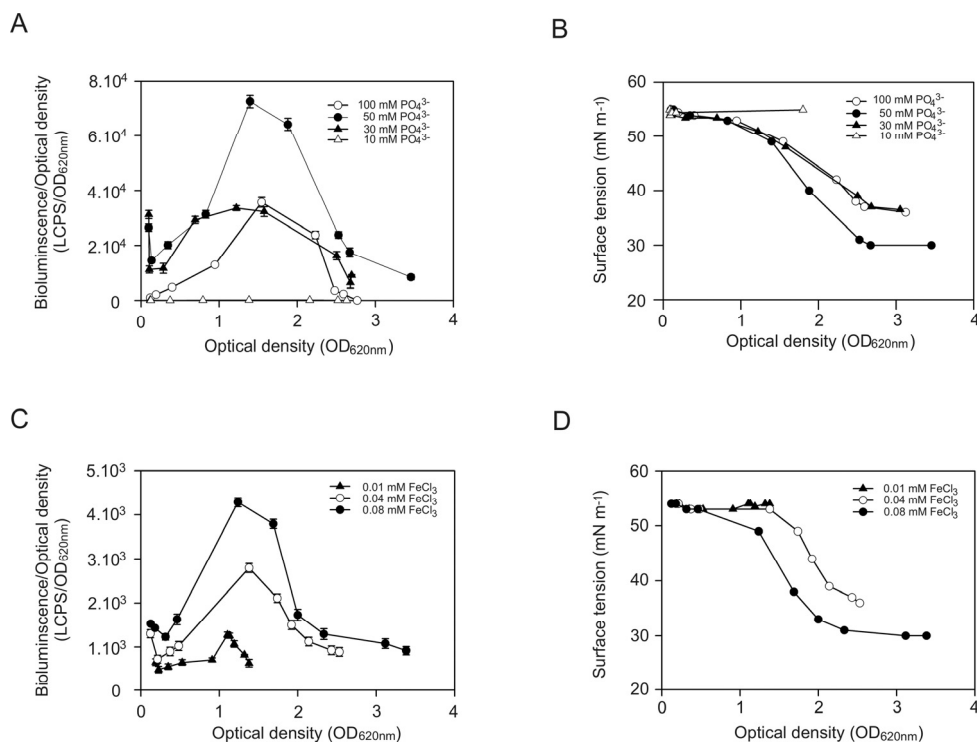 A
Bioluminscence/Optical density
(LCPS/OD620nm)
8.10⁴
6.10⁴
4.10⁴
2.10⁴
0
0 1 2 3 4
Optical density (OD620nm)
100 mM PO₄³⁻
50 mM PO₄³⁻
30 mM PO₄³⁻
10 mM PO₄³⁻
B
Surface tension (mN m⁻¹)
60
50
40
30
20
0 1 2 3 4
Optical density (OD620nm)
100 mM PO₄³⁻
50 mM PO₄³⁻
30 mM PO₄³⁻
10 mM PO₄³⁻
C
Bioluminscence/Optical density
(LCPS/OD620nm)
5.10³
4.10³
3.10³
2.10³
1.10³
0
0 1 2 3 4
Optical density (OD620nm)
0.01 mM FeCl₃
0.04 mM FeCl₃
0.08 mM FeCl₃
D
Surface tension (mN m⁻¹)
60
50
40
30
20
0 1 2 3 4
Optical density (OD620nm)
0.01 mM FeCl₃
0.04 mM FeCl₃
0.08 mM FeCl₃